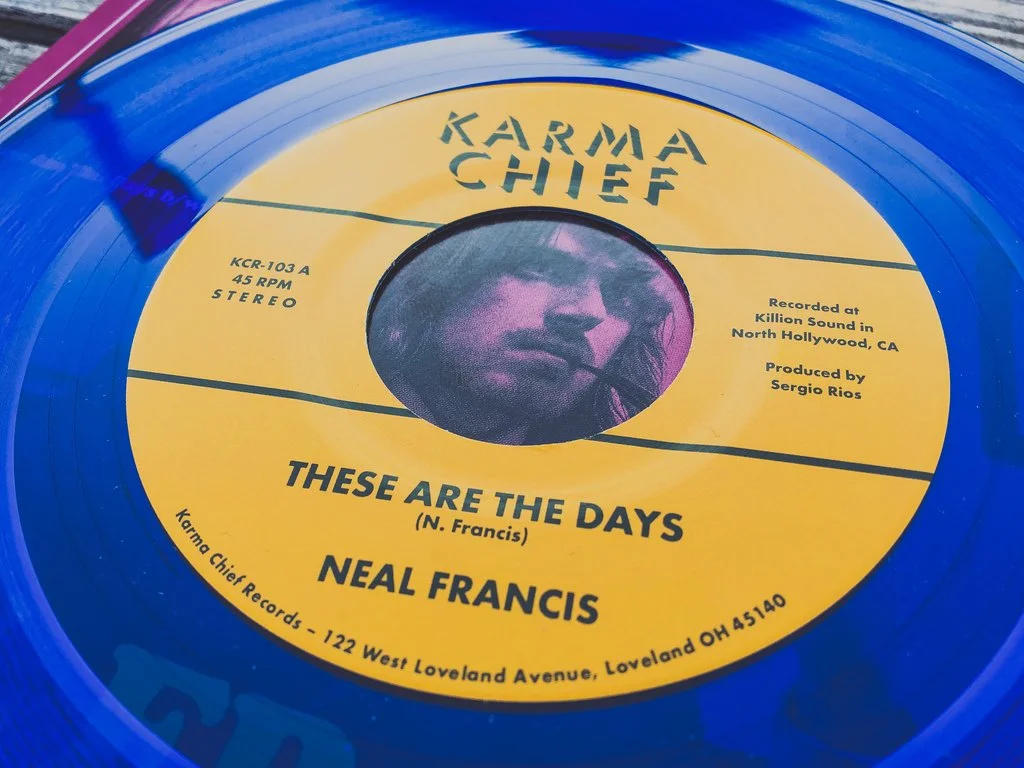 KARMA
CHIEF
KCR-103 A
45 RPM
STEREO
Recorded at
Killion Sound in
North Hollywood, CA
Produced by
Sergio Rios
THESE ARE THE DAYS
(N. Francis)
NEAL FRANCIS
Karma Chief Records – 122 West Loveland Avenue, Loveland OH 45140